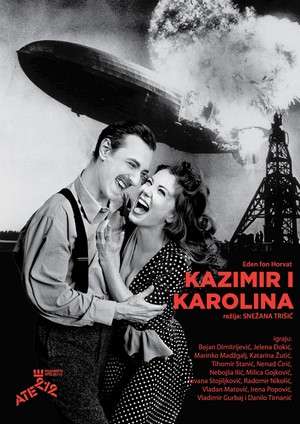 Eden fon Horvat
KAZIMIR I
KAROLINA
režija: SNEŽANA TRIŠIĆ
Igraju:
Bojan Dimitrijević, Jelena Đokić,
Marinko Madžgalj, Katarina Žutić,
Tihomir Stanić, Nenad Ćirić,
Nebojša Ilić, Milica Gojković,
Jovana Stojiljković, Radomir Nikolić,
Vladan Matović, Irena Popović,
Vladimir Gurbaj i Danilo Tirnanić
ATELJE
212